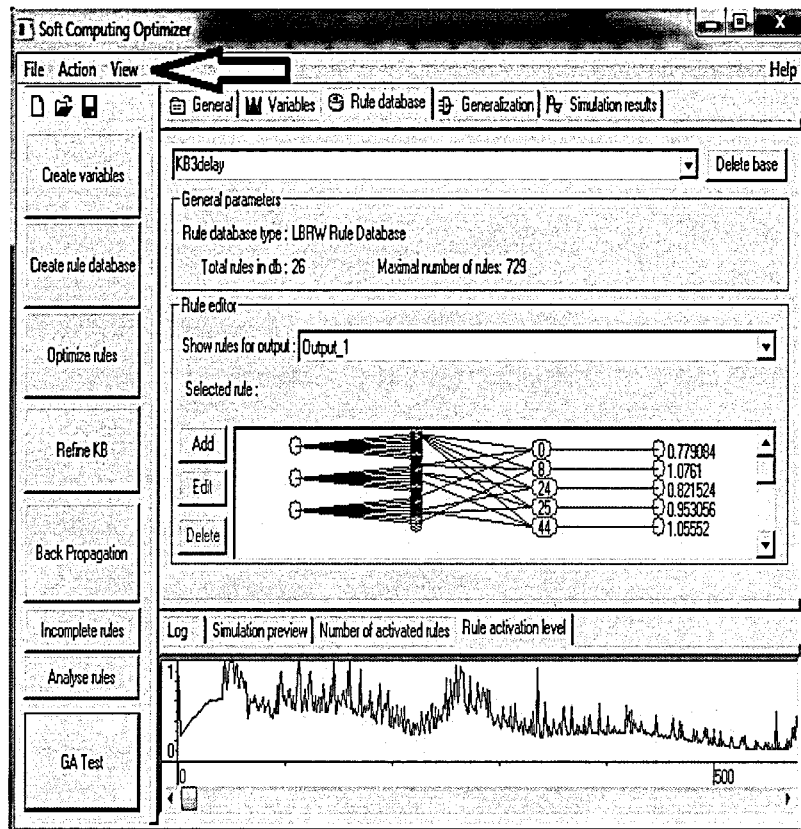 Soft Computing Optimizer
File Action View Help
General Variables Rule database Generalization Simulation results
Create variables
Create rule database
Optimize rules
Refine KB
Back Propagation
Incomplete rules
Analyse rules
GA Test
KB3delay Delete base
General parameters
Rule database type : LBRW Rule Database
Total rules in db : 26 Maximal number of rules: 729
Rule editor
Show rules for output : Output_1
Selected rule :
Add
Edit
Delete
0 0.779084
8 1.0761
24 0.821524
25 0.953056
44 1.05552
Log Simulation preview Number of activated rules Rule activation level
1
0
0 500